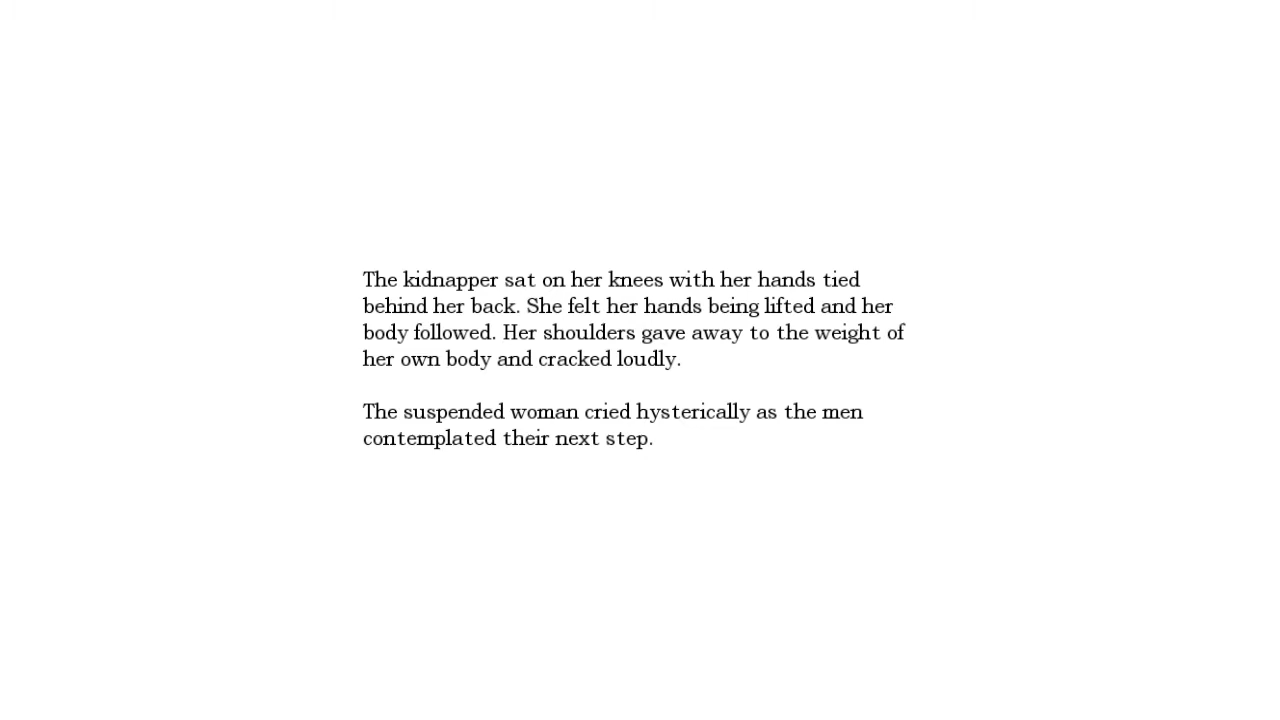 The kidnapper sat on her knees with her hands tied
behind her back. She felt her hands being lifted and her
body followed. Her shoulders gave away to the weight of
her own body and cracked loudly.
The suspended woman cried hysterically as the men
contemplated their next step.